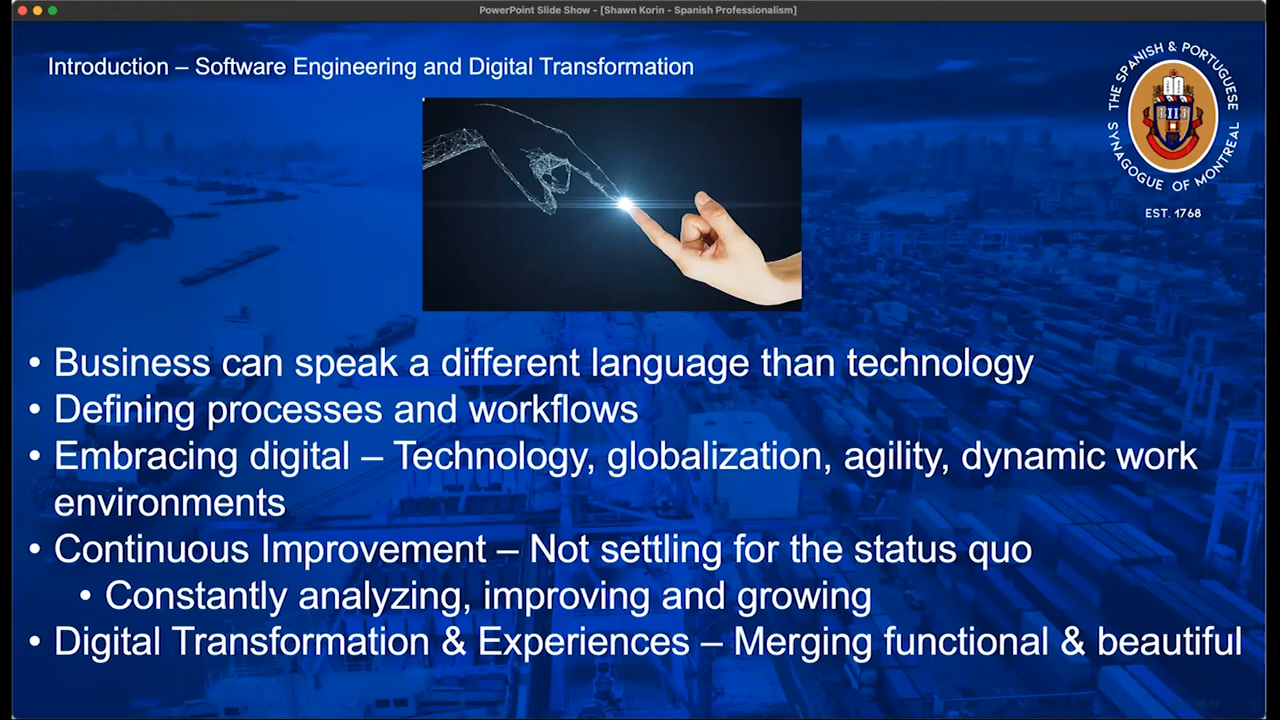 PowerPoint Slide Show - [Shawn Korin - Spanish Professionalism]
Introduction – Software Engineering and Digital Transformation
THE SPANISH & PORTUGUESE
SYNAGOGUE OF MONTREAL
EST. 1768
• Business can speak a different language than technology
• Defining processes and workflows
• Embracing digital – Technology, globalization, agility, dynamic work
environments
• Continuous Improvement – Not settling for the status quo
• Constantly analyzing, improving and growing
• Digital Transformation & Experiences – Merging functional & beautiful